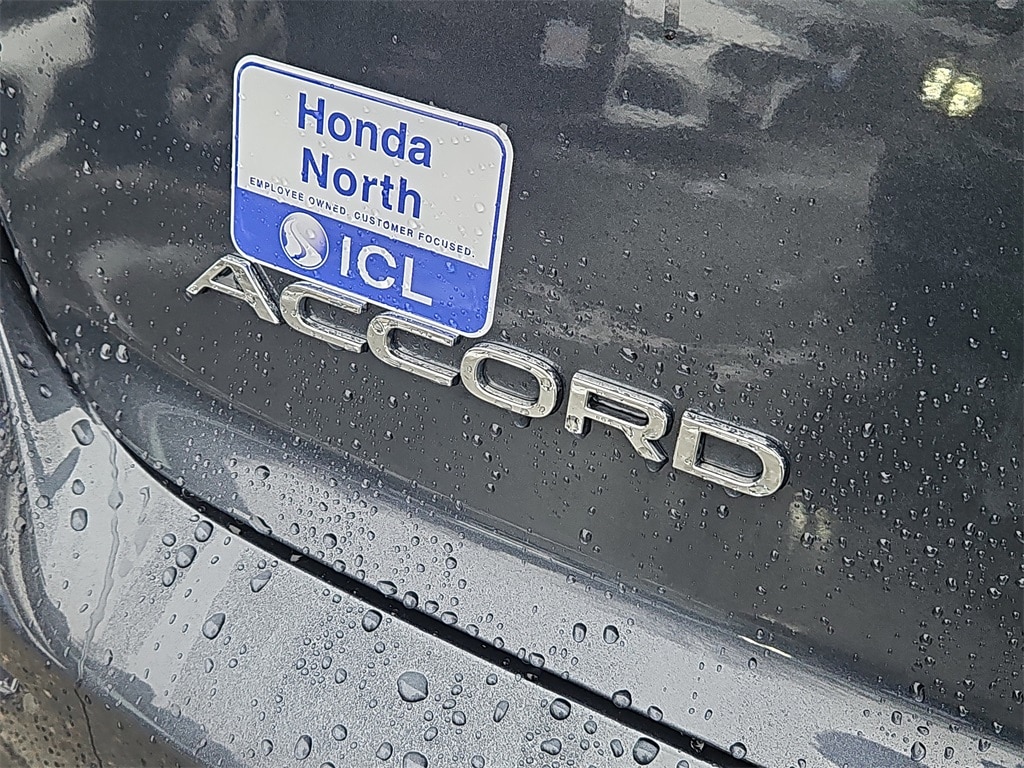 Honda
North
EMPLOYEE OWNED. CUSTOMER FOCUSED.
ICL
ACCORD